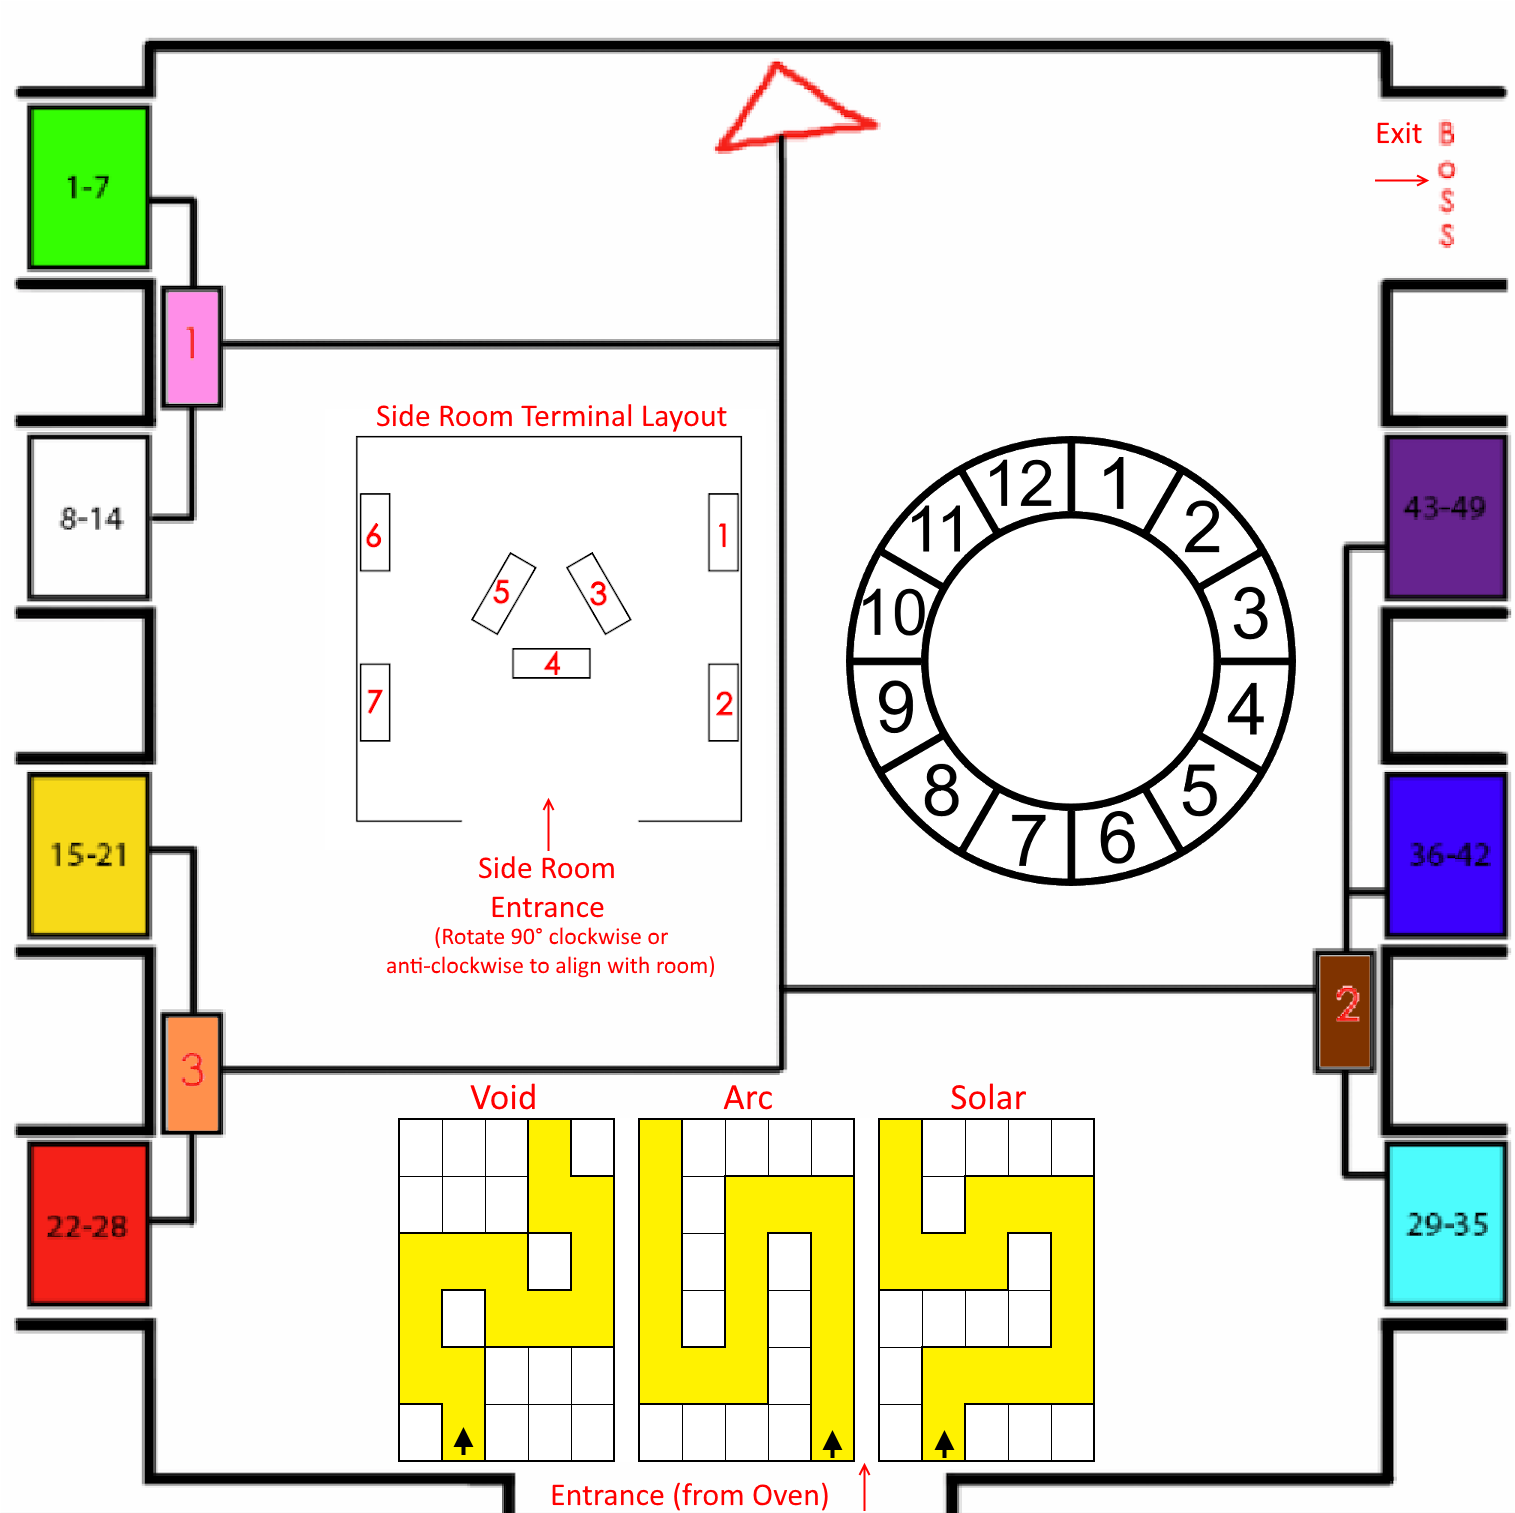 Exit
B
o
S
S
1-7
1
Side Room Terminal Layout
8-14
6
1
5
3
4
7
2
12
1
11
2
10
3
9
4
8
5
7
6
43-49
15-21
Side Room
Entrance
(Rotate 90° clockwise or
anti-clockwise to align with room)
36-42
2
3
Void
Arc
Solar
22-28
29-35
Entrance (from Oven)